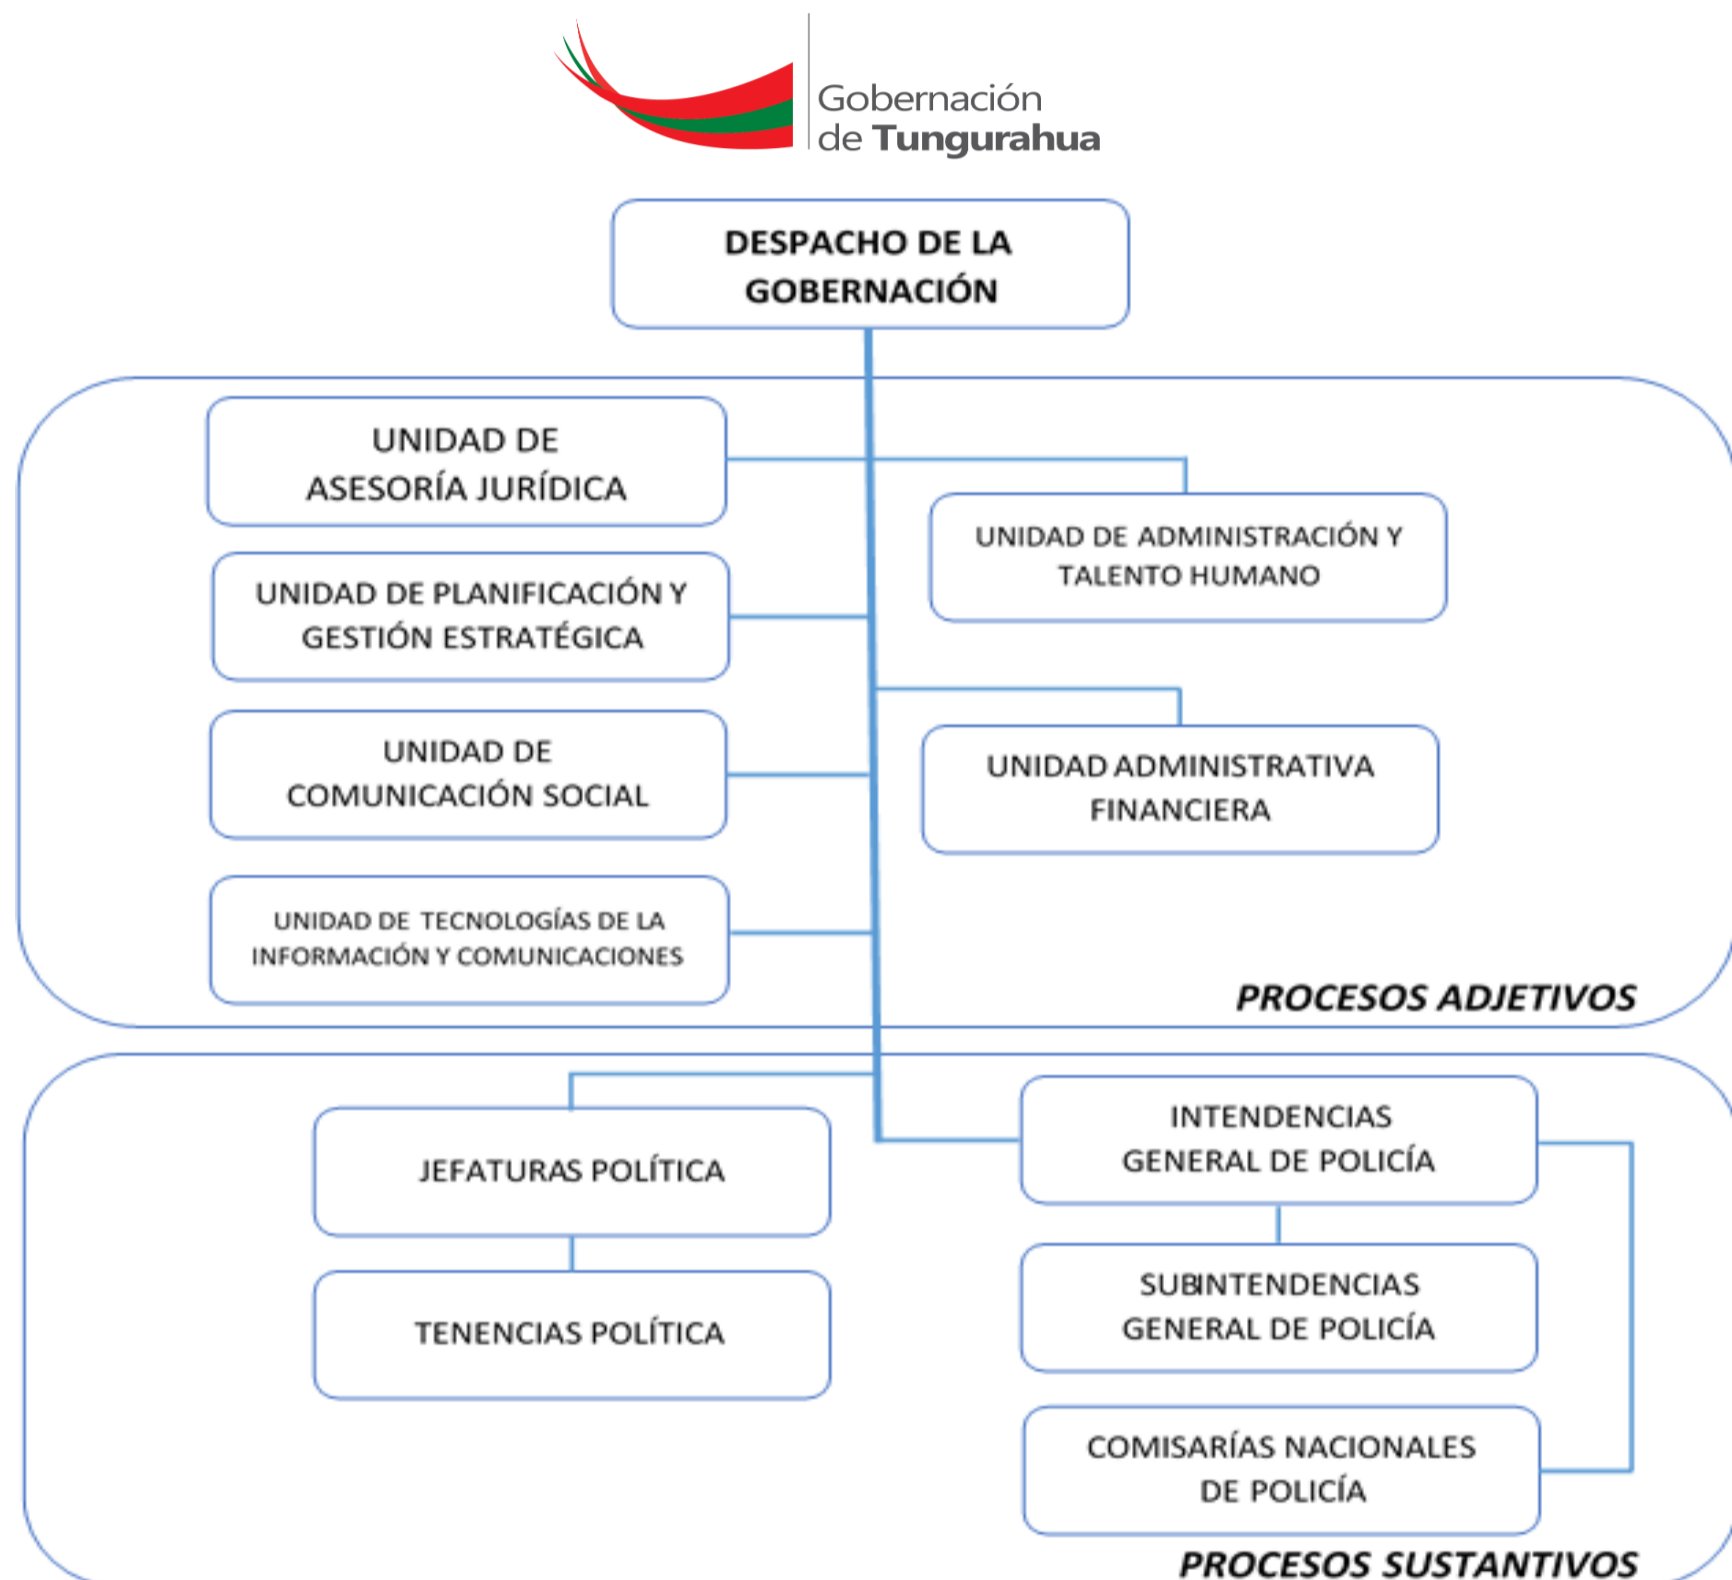 Gobernación
de Tungurahua
DESPACHO DE LA
GOBERNACIÓN
UNIDAD DE
ASESORÍA JURÍDICA
UNIDAD DE ADMINISTRACIÓN Y
TALENTO HUMANO
UNIDAD DE PLANIFICACIÓN Y
GESTIÓN ESTRATÉGICA
UNIDAD DE
COMUNICACIÓN SOCIAL
UNIDAD ADMINISTRATIVA
FINANCIERA
UNIDAD DE TECNOLOGÍAS DE LA
INFORMACIÓN Y COMUNICACIONES
PROCESOS ADJETIVOS
JEFATURAS POLÍTICA
TENENCIAS POLÍTICA
INTENDENCIAS
GENERAL DE POLICÍA
SUBINTENDENCIAS
GENERAL DE POLICÍA
COMISARÍAS NACIONALES
DE POLICÍA
PROCESOS SUSTANTIVOS